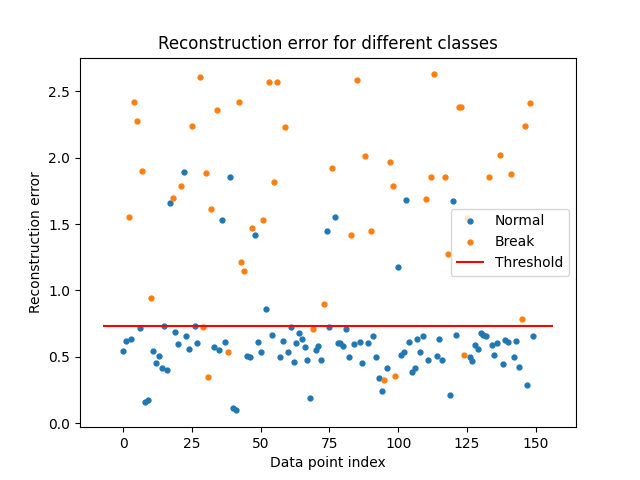 Reconstruction error for different classes
Reconstruction error
2.5
2.0
1.5
1.0
0.5
0.0
Normal
Break
Threshold
0
25
50
75
100
125
150
Data point index